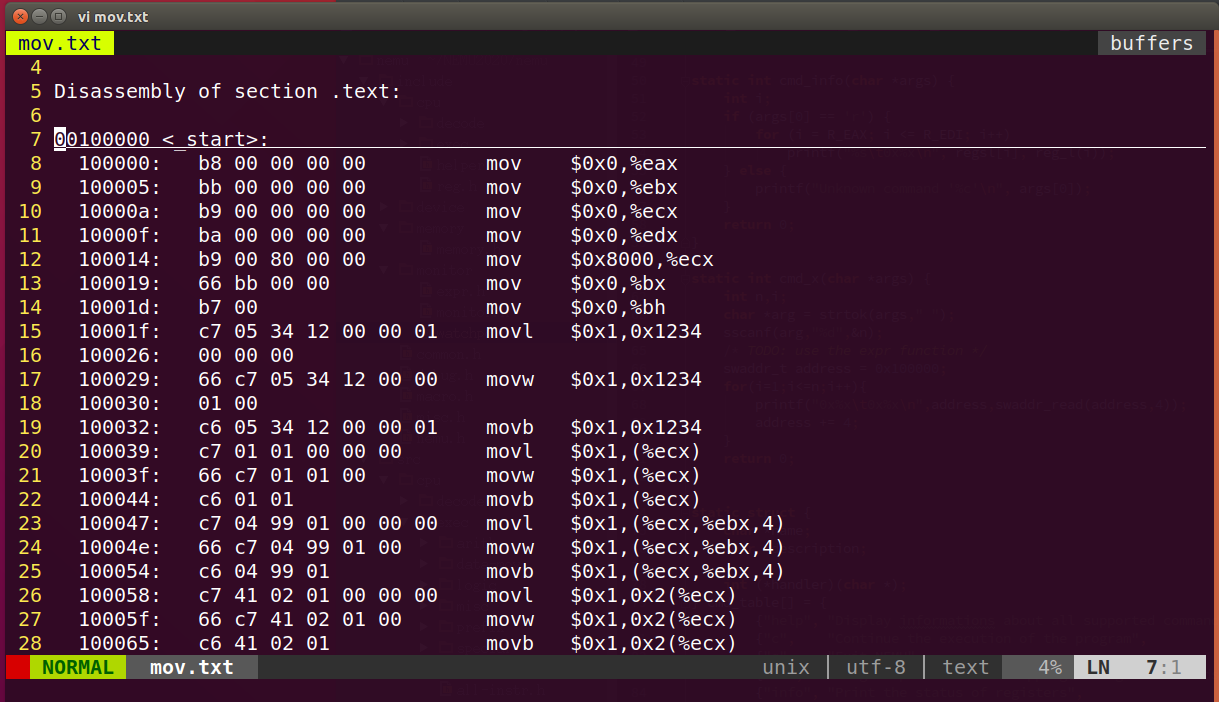 vi mov.txt
mov.txt buffers
4
5 Disassembly of section .text:
6
7 00100000 <_start>:
8 100000: b8 00 00 00 00 mov $0x0,%eax
9 100005: bb 00 00 00 00 mov $0x0,%ebx
10 10000a: b9 00 00 00 00 mov $0x0,%ecx
11 10000f: ba 00 00 00 00 mov $0x0,%edx
12 100014: b9 00 80 00 00 mov $0x8000,%ecx
13 100019: 66 bb 00 00 mov $0x0,%bx
14 10001d: b7 00 mov $0x0,%bh
15 10001f: c7 05 34 12 00 00 01 movl $0x1,0x1234
16 100026: 00 00 00
17 100029: 66 c7 05 34 12 00 00 movw $0x1,0x1234
18 100030: 01 00
19 100032: c6 05 34 12 00 00 01 movb $0x1,0x1234
20 100039: c7 01 01 00 00 00 movl $0x1,(%ecx)
21 10003f: 66 c7 01 01 00 movw $0x1,(%ecx)
22 100044: c6 01 01 movb $0x1,(%ecx)
23 100047: c7 04 99 01 00 00 00 movl $0x1,(%ecx,%ebx,4)
24 10004e: 66 c7 04 99 01 00 movw $0x1,(%ecx,%ebx,4)
25 100054: c6 04 99 01 movb $0x1,(%ecx,%ebx,4)
26 100058: c7 41 02 01 00 00 00 movl $0x1,0x2(%ecx)
27 10005f: 66 c7 41 02 01 00 movw $0x1,0x2(%ecx)
28 100065: c6 41 02 01 movb $0x1,0x2(%ecx)
NORMAL mov.txt unix utf-8 text 4% LN 7:1